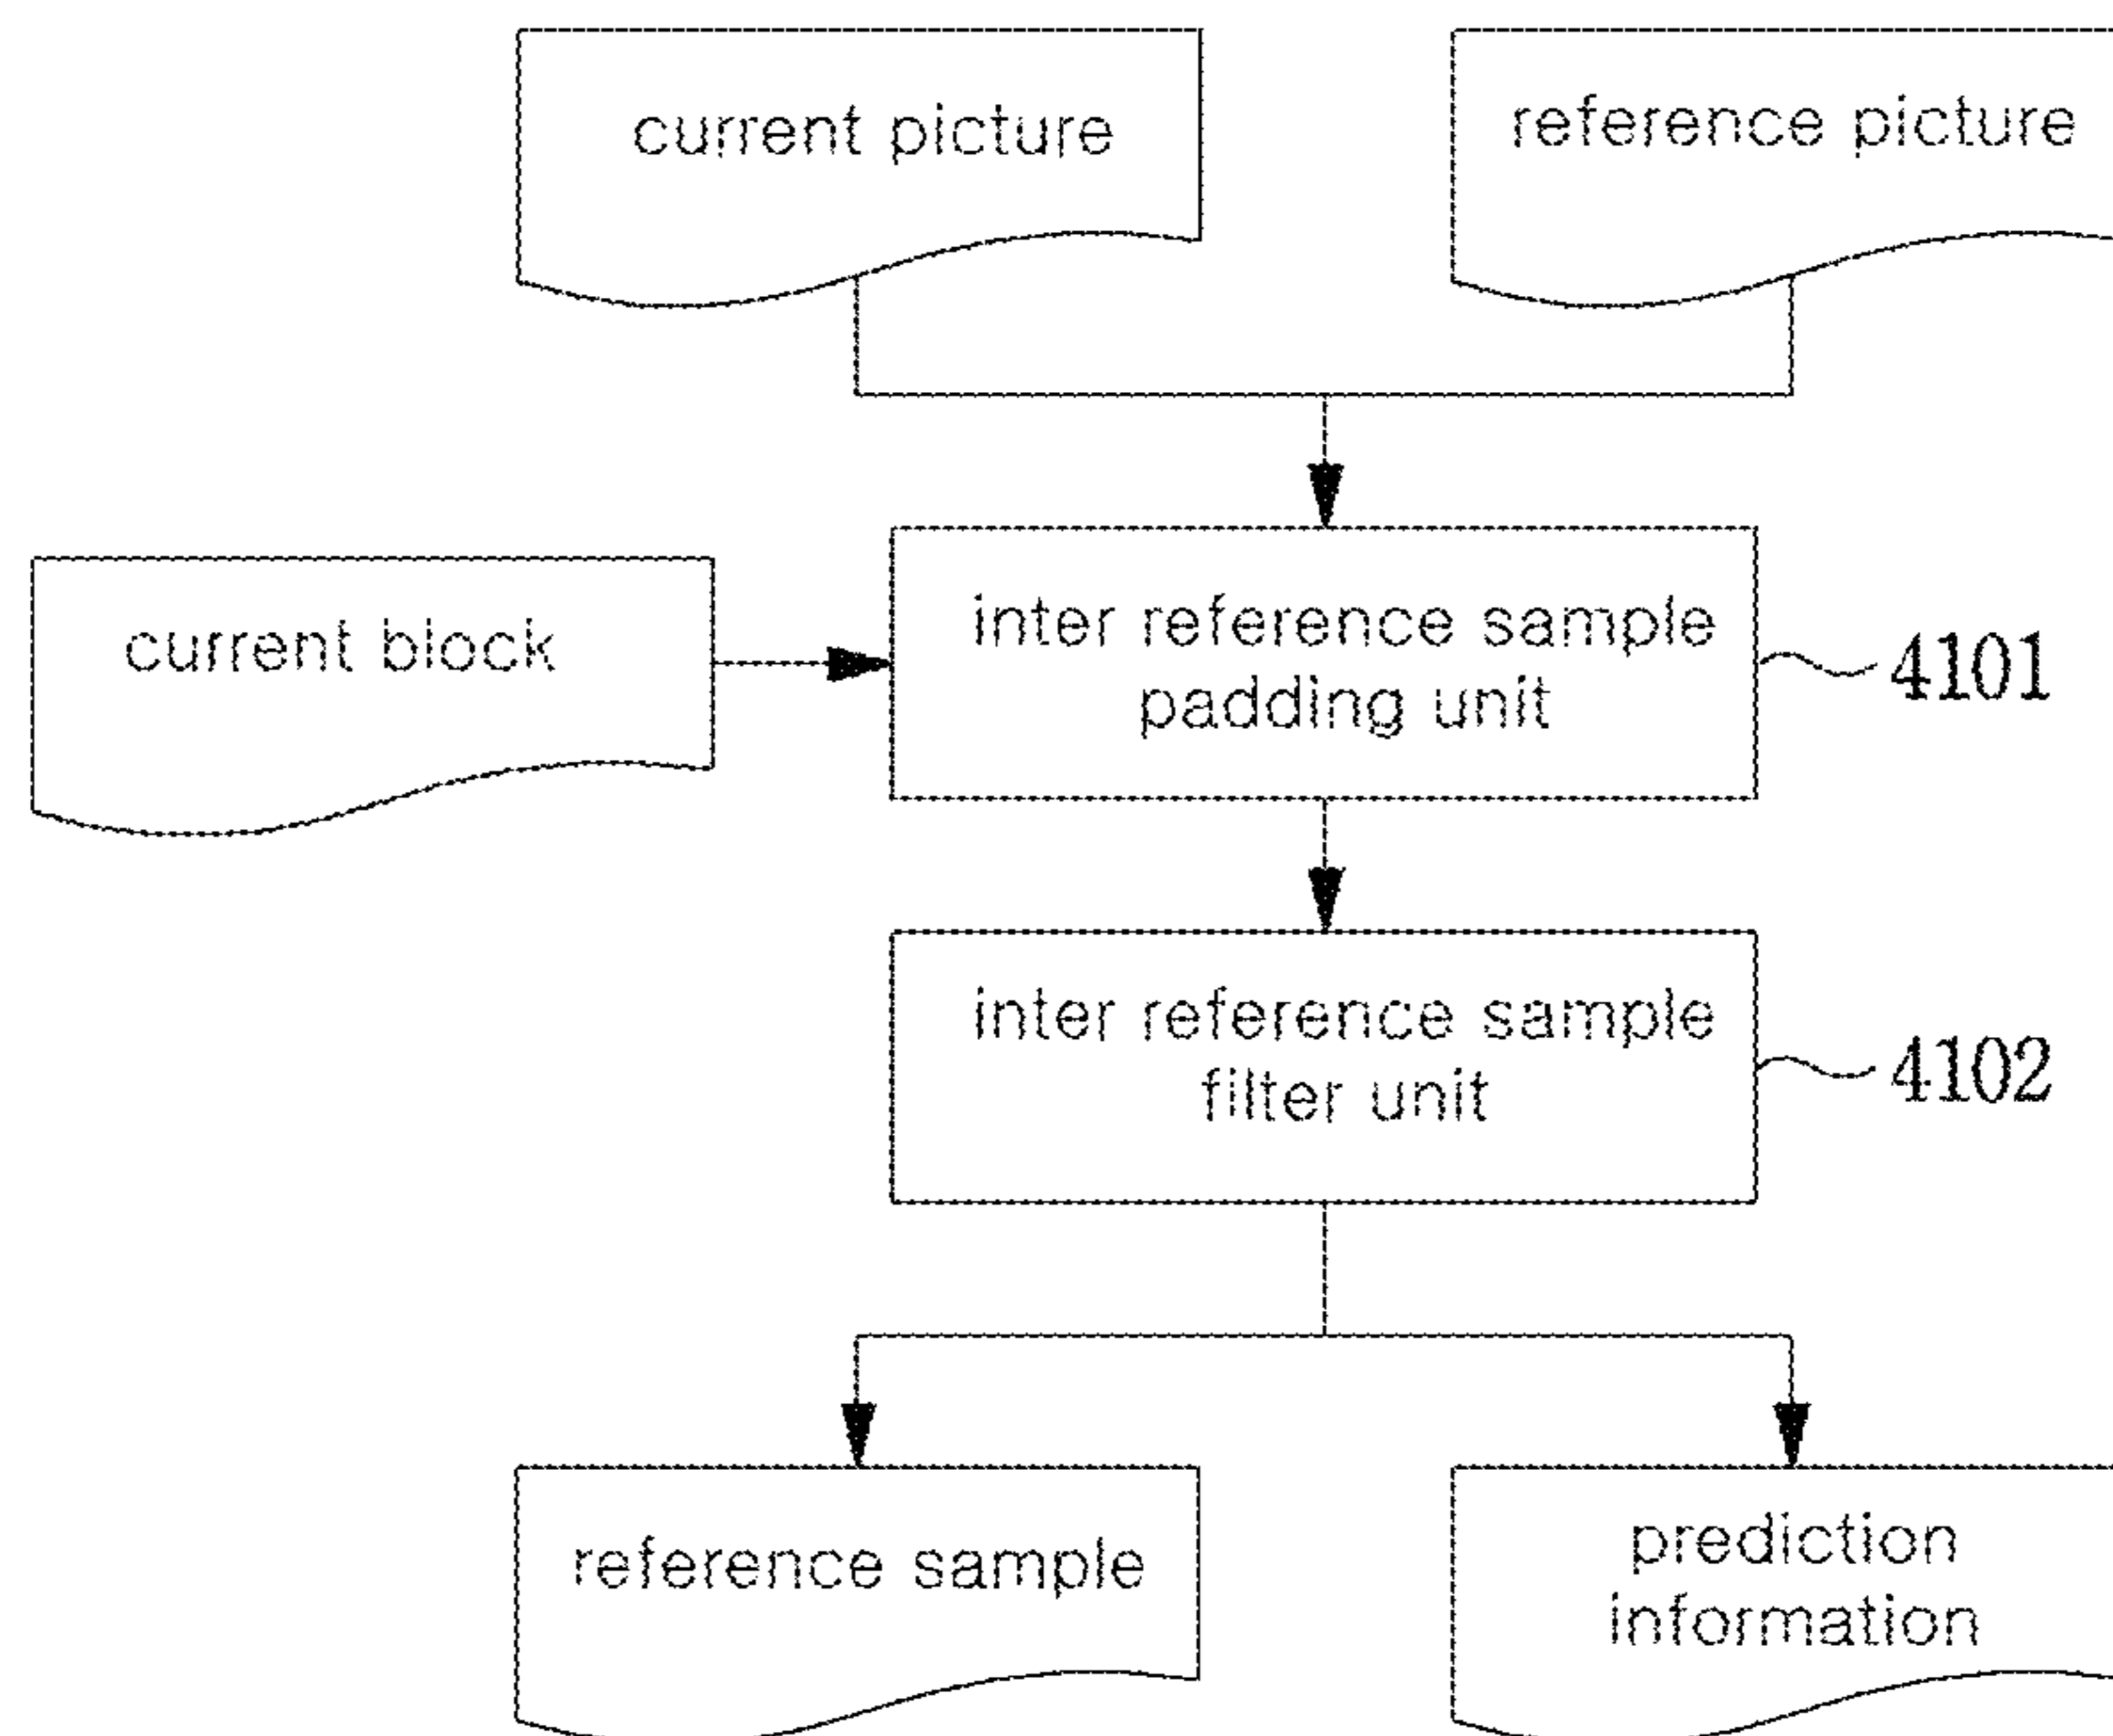 current picture
reference picture
current block
inter reference sample
padding unit
4101
inter reference sample
filter unit
4102
reference sample
prediction
information